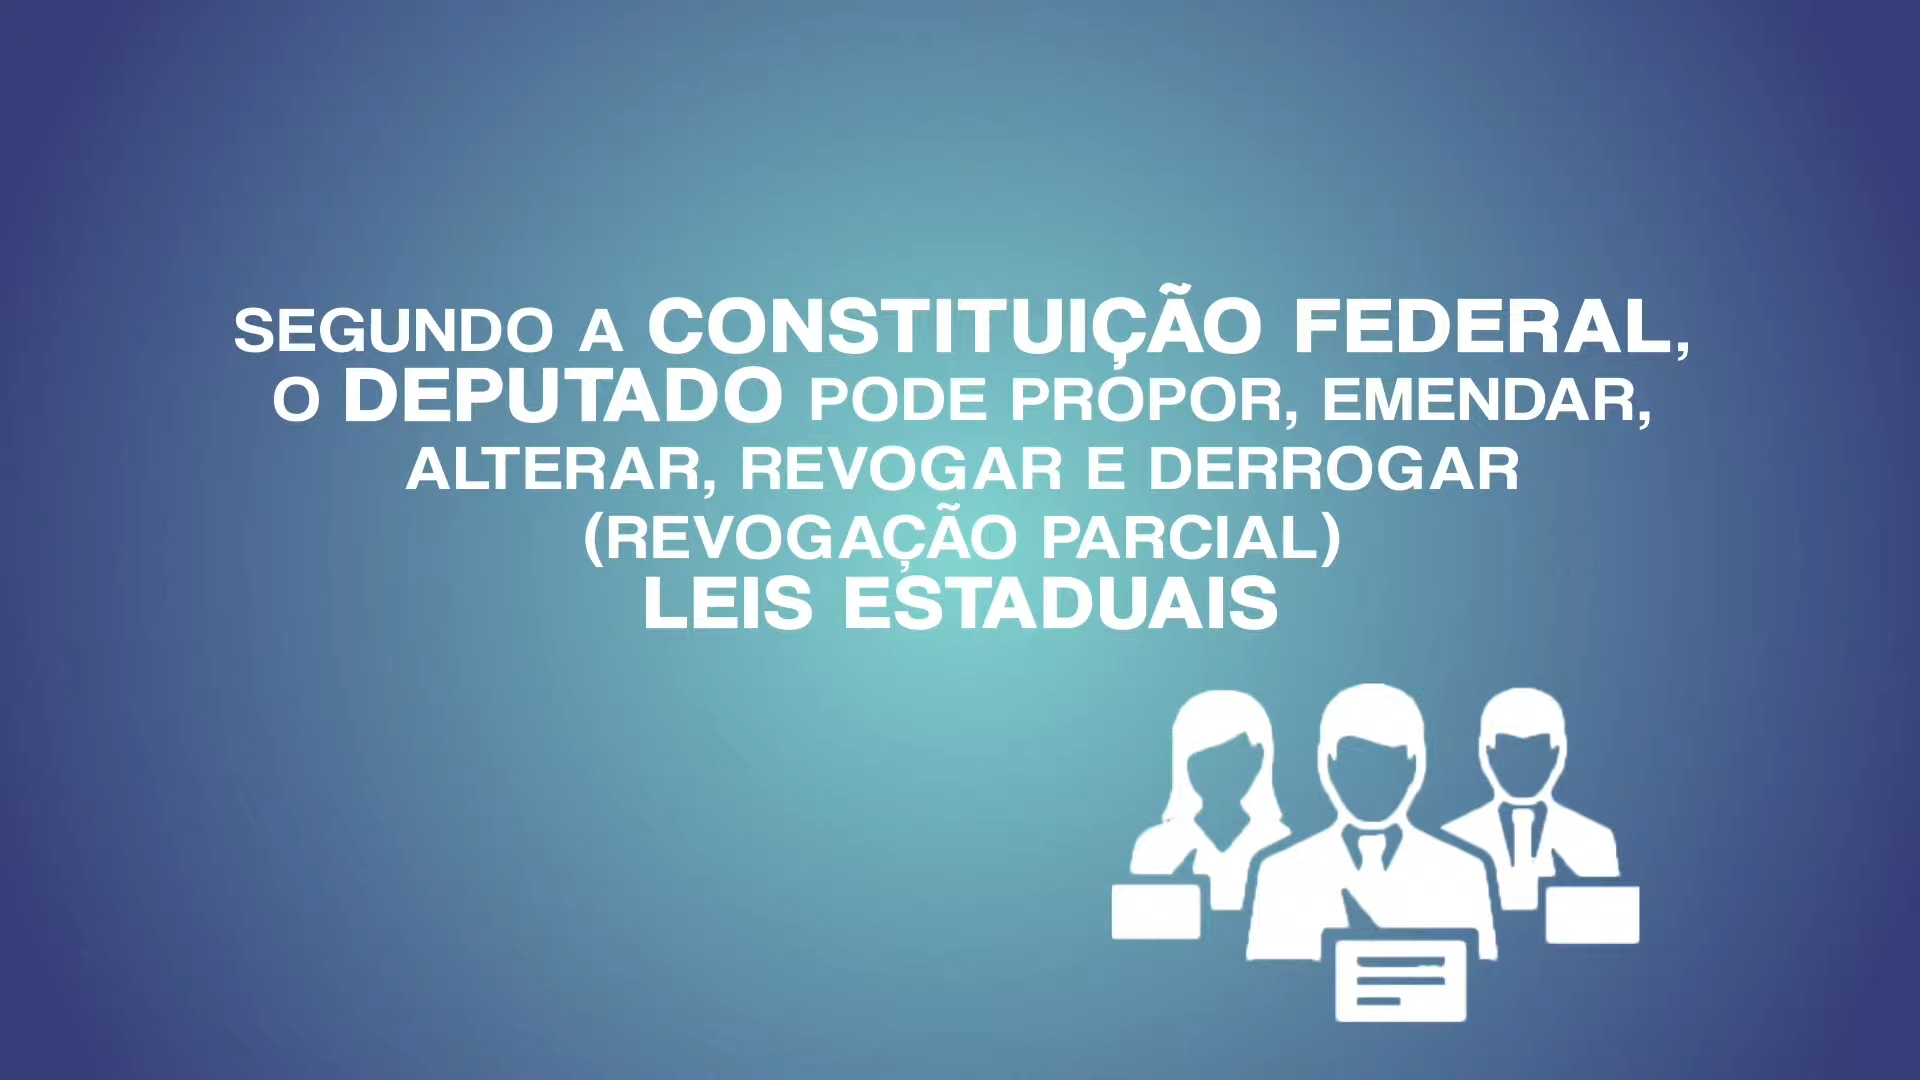 SEGUNDO A CONSTITUIÇÃO FEDERAL,
O DEPUTADO PODE PROPOR, EMENDAR,
ALTERAR, REVOGAR E DERROGAR
(REVOGAÇÃO PARCIAL)
LEIS ESTADUAIS